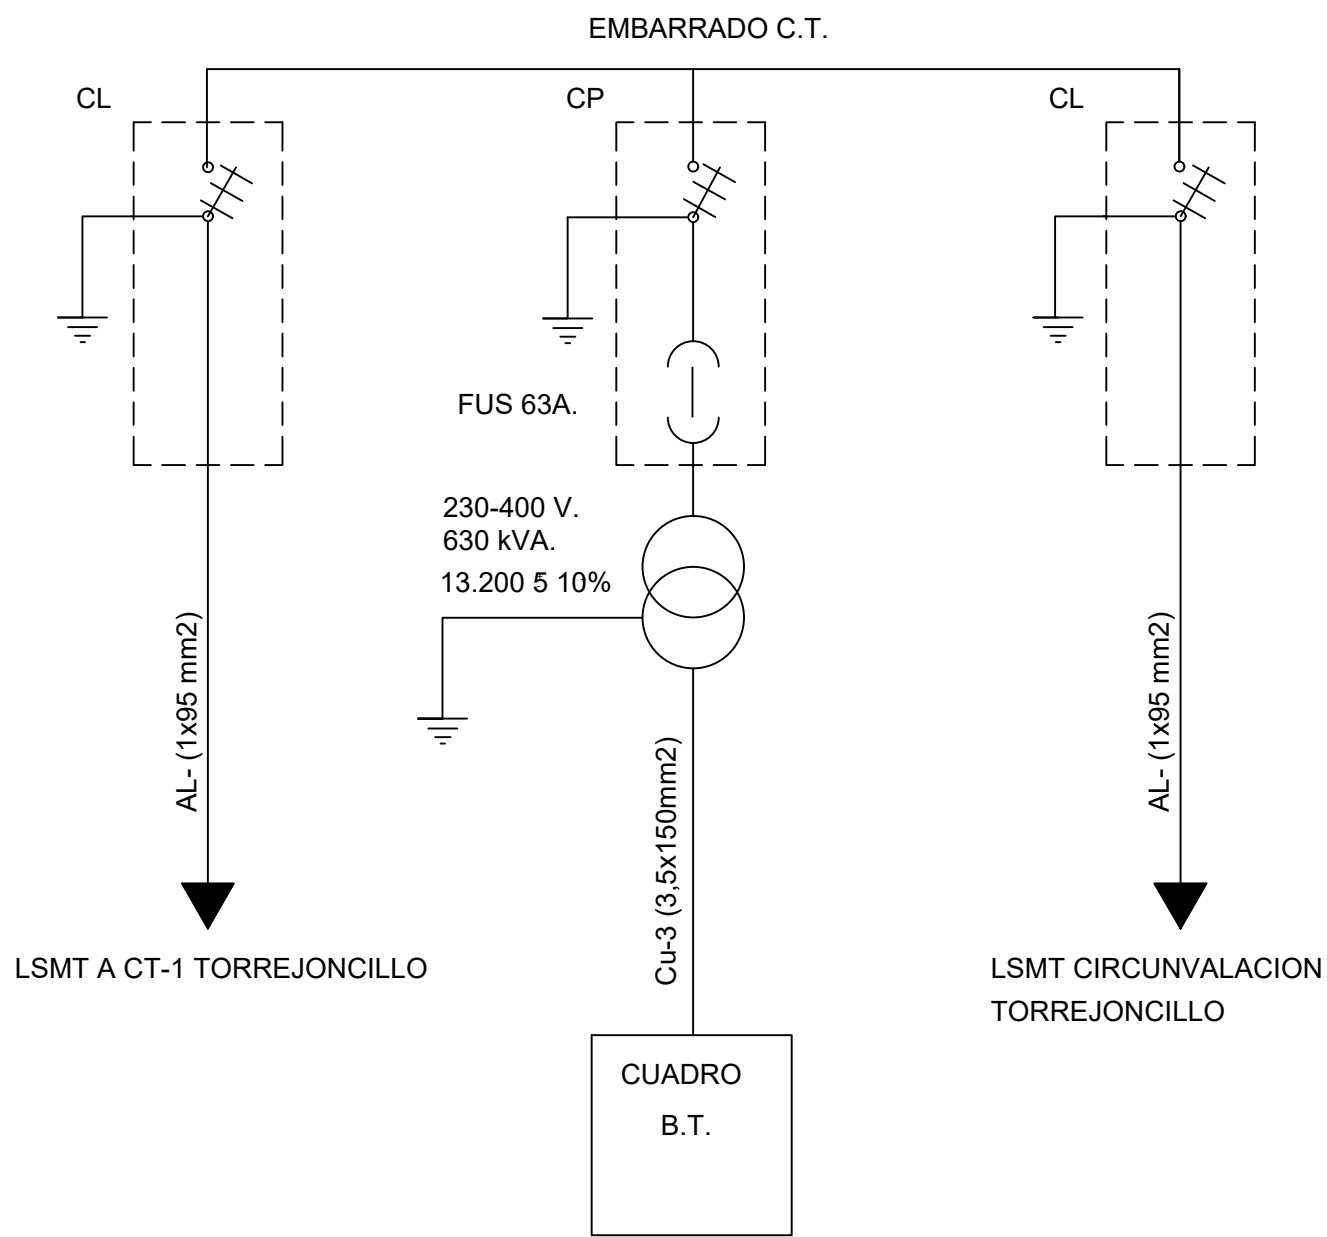 EMBARRADO C.T.
CL
CP
CL
FUS 63A.
230-400 V.
630 kVA.
13.200 5 10%
AL- (1x95 mm2)
AL- (1x95 mm2)
Cu-3 (3,5x150mm2)
LSMT A CT-1 TORREJONCILLO
LSMT CIRCUNVALACION
TORREJONCILLO
CUADRO
B.T.